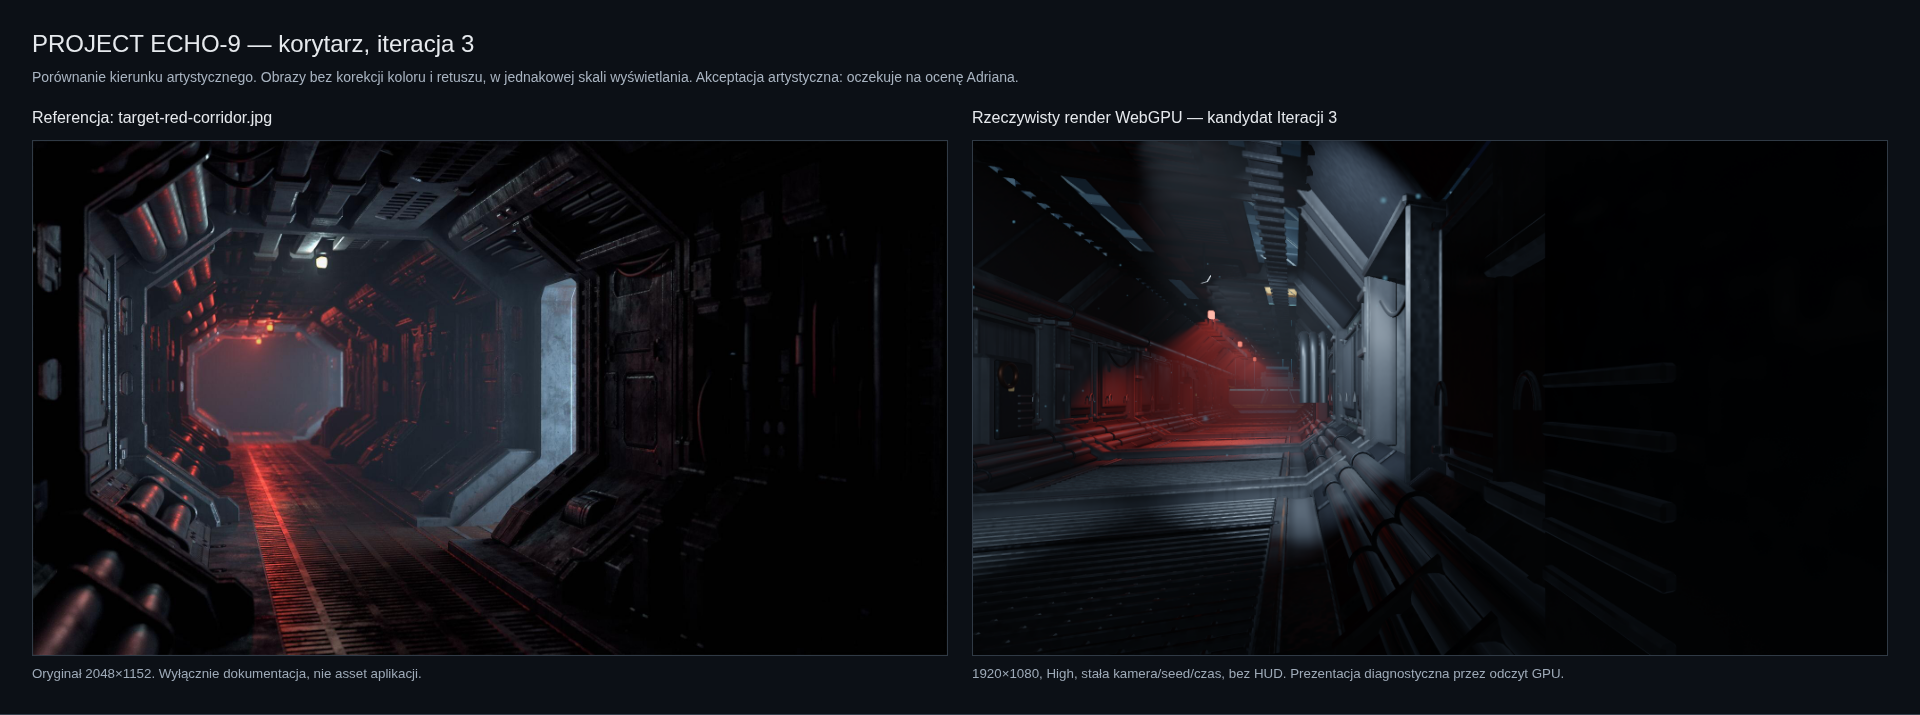 PROJECT ECHO-9 — korytarz, iteracja 3
Porównanie kierunku artystycznego. Obrazy bez korekcji koloru i retuszu, w jednakowej skali wyświetlania. Akceptacja artystyczna: oczekuje na ocenę Adriana.
Referencja: target-red-corridor.jpg
Rzeczywisty render WebGPU — kandydat Iteracji 3
Oryginał 2048×1152. Wyłącznie dokumentacja, nie asset aplikacji.
1920×1080, High, stała kamera/seed/czas, bez HUD. Prezentacja diagnostyczna przez odczyt GPU.